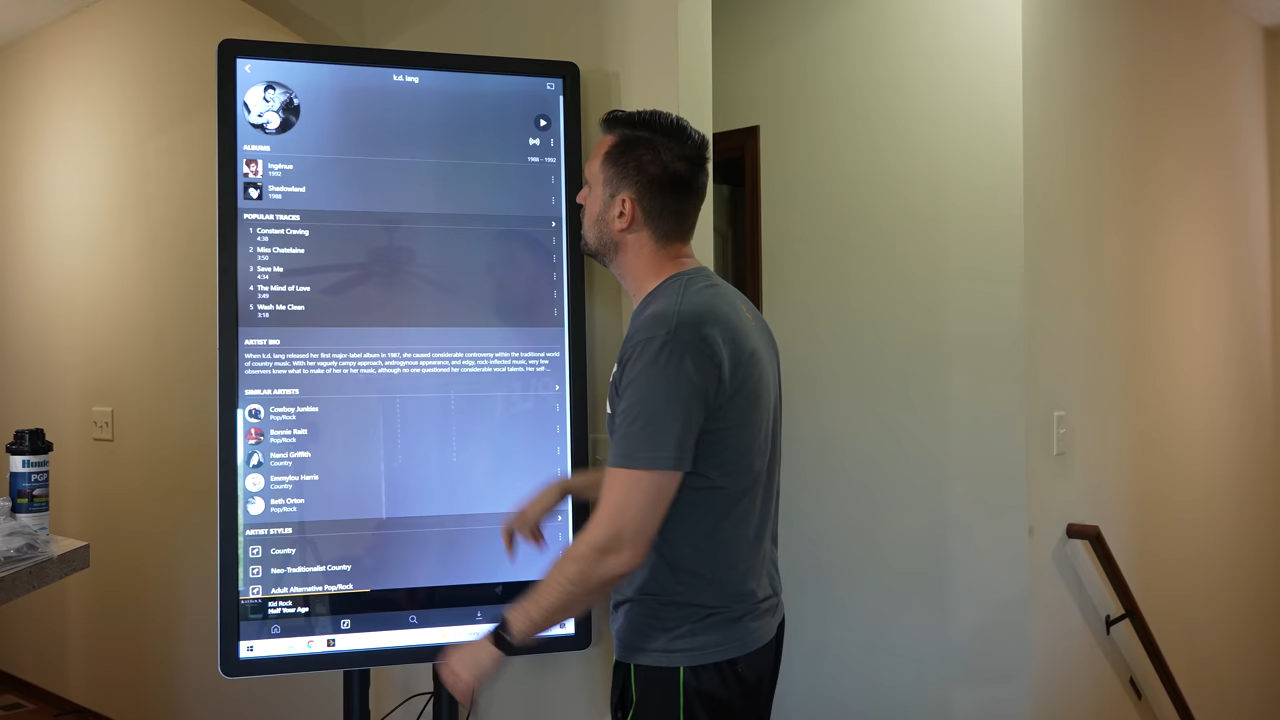 k.d. lang
1988 – 1992
ALBUMS
Ingénue
1992
Shadowland
1988
POPULAR TRACKS
1 Constant Craving
4:38
2 Miss Chatelaine
3:50
3 Save Me
4:34
4 The Mind of Love
3:49
5 Wash Me Clean
3:18
ARTIST BIO
When k.d. lang released her first major-label album in 1987, she caused considerable controversy within the traditional world
of country music. With her vaguely campy approach, androgynous appearance, and edgy, rock-inflected music, very few
observers knew what to make of her or her music, although no one questioned her considerable vocal talents. Her self-...
SIMILAR ARTISTS
Cowboy Junkies
Pop/Rock
Bonnie Raitt
Pop/Rock
Nanci Griffith
Country
Emmylou Harris
Country
Beth Orton
Pop/Rock
ARTIST STYLES
Country
Neo-Traditionalist Country
Adult Alternative Pop/Rock
Kid Rock
Half Your Age
Hunte
PGP